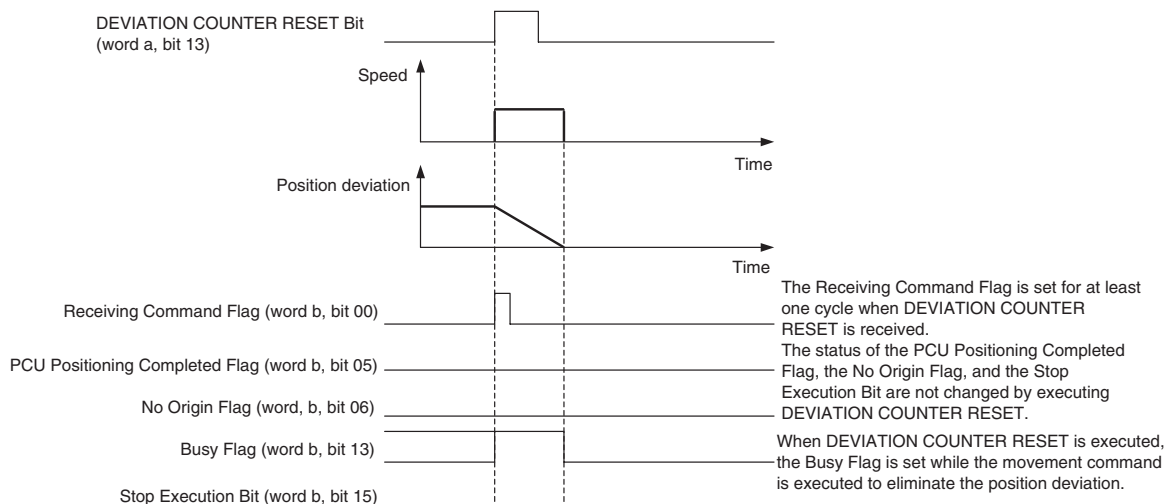 DEVIATION COUNTER RESET Bit
(word a, bit 13)
Speed
Time
Position deviation
Time
Receiving Command Flag (word b, bit 00)
The Receiving Command Flag is set for at least
one cycle when DEVIATION COUNTER
RESET is received.
PCU Positioning Completed Flag (word b, bit 05)
The status of the PCU Positioning Completed
Flag, the No Origin Flag, and the Stop
Execution Bit are not changed by executing
DEVIATION COUNTER RESET.
No Origin Flag (word, b, bit 06)
Busy Flag (word b, bit 13)
When DEVIATION COUNTER RESET is executed,
the Busy Flag is set while the movement command
is executed to eliminate the position deviation.
Stop Execution Bit (word b, bit 15)